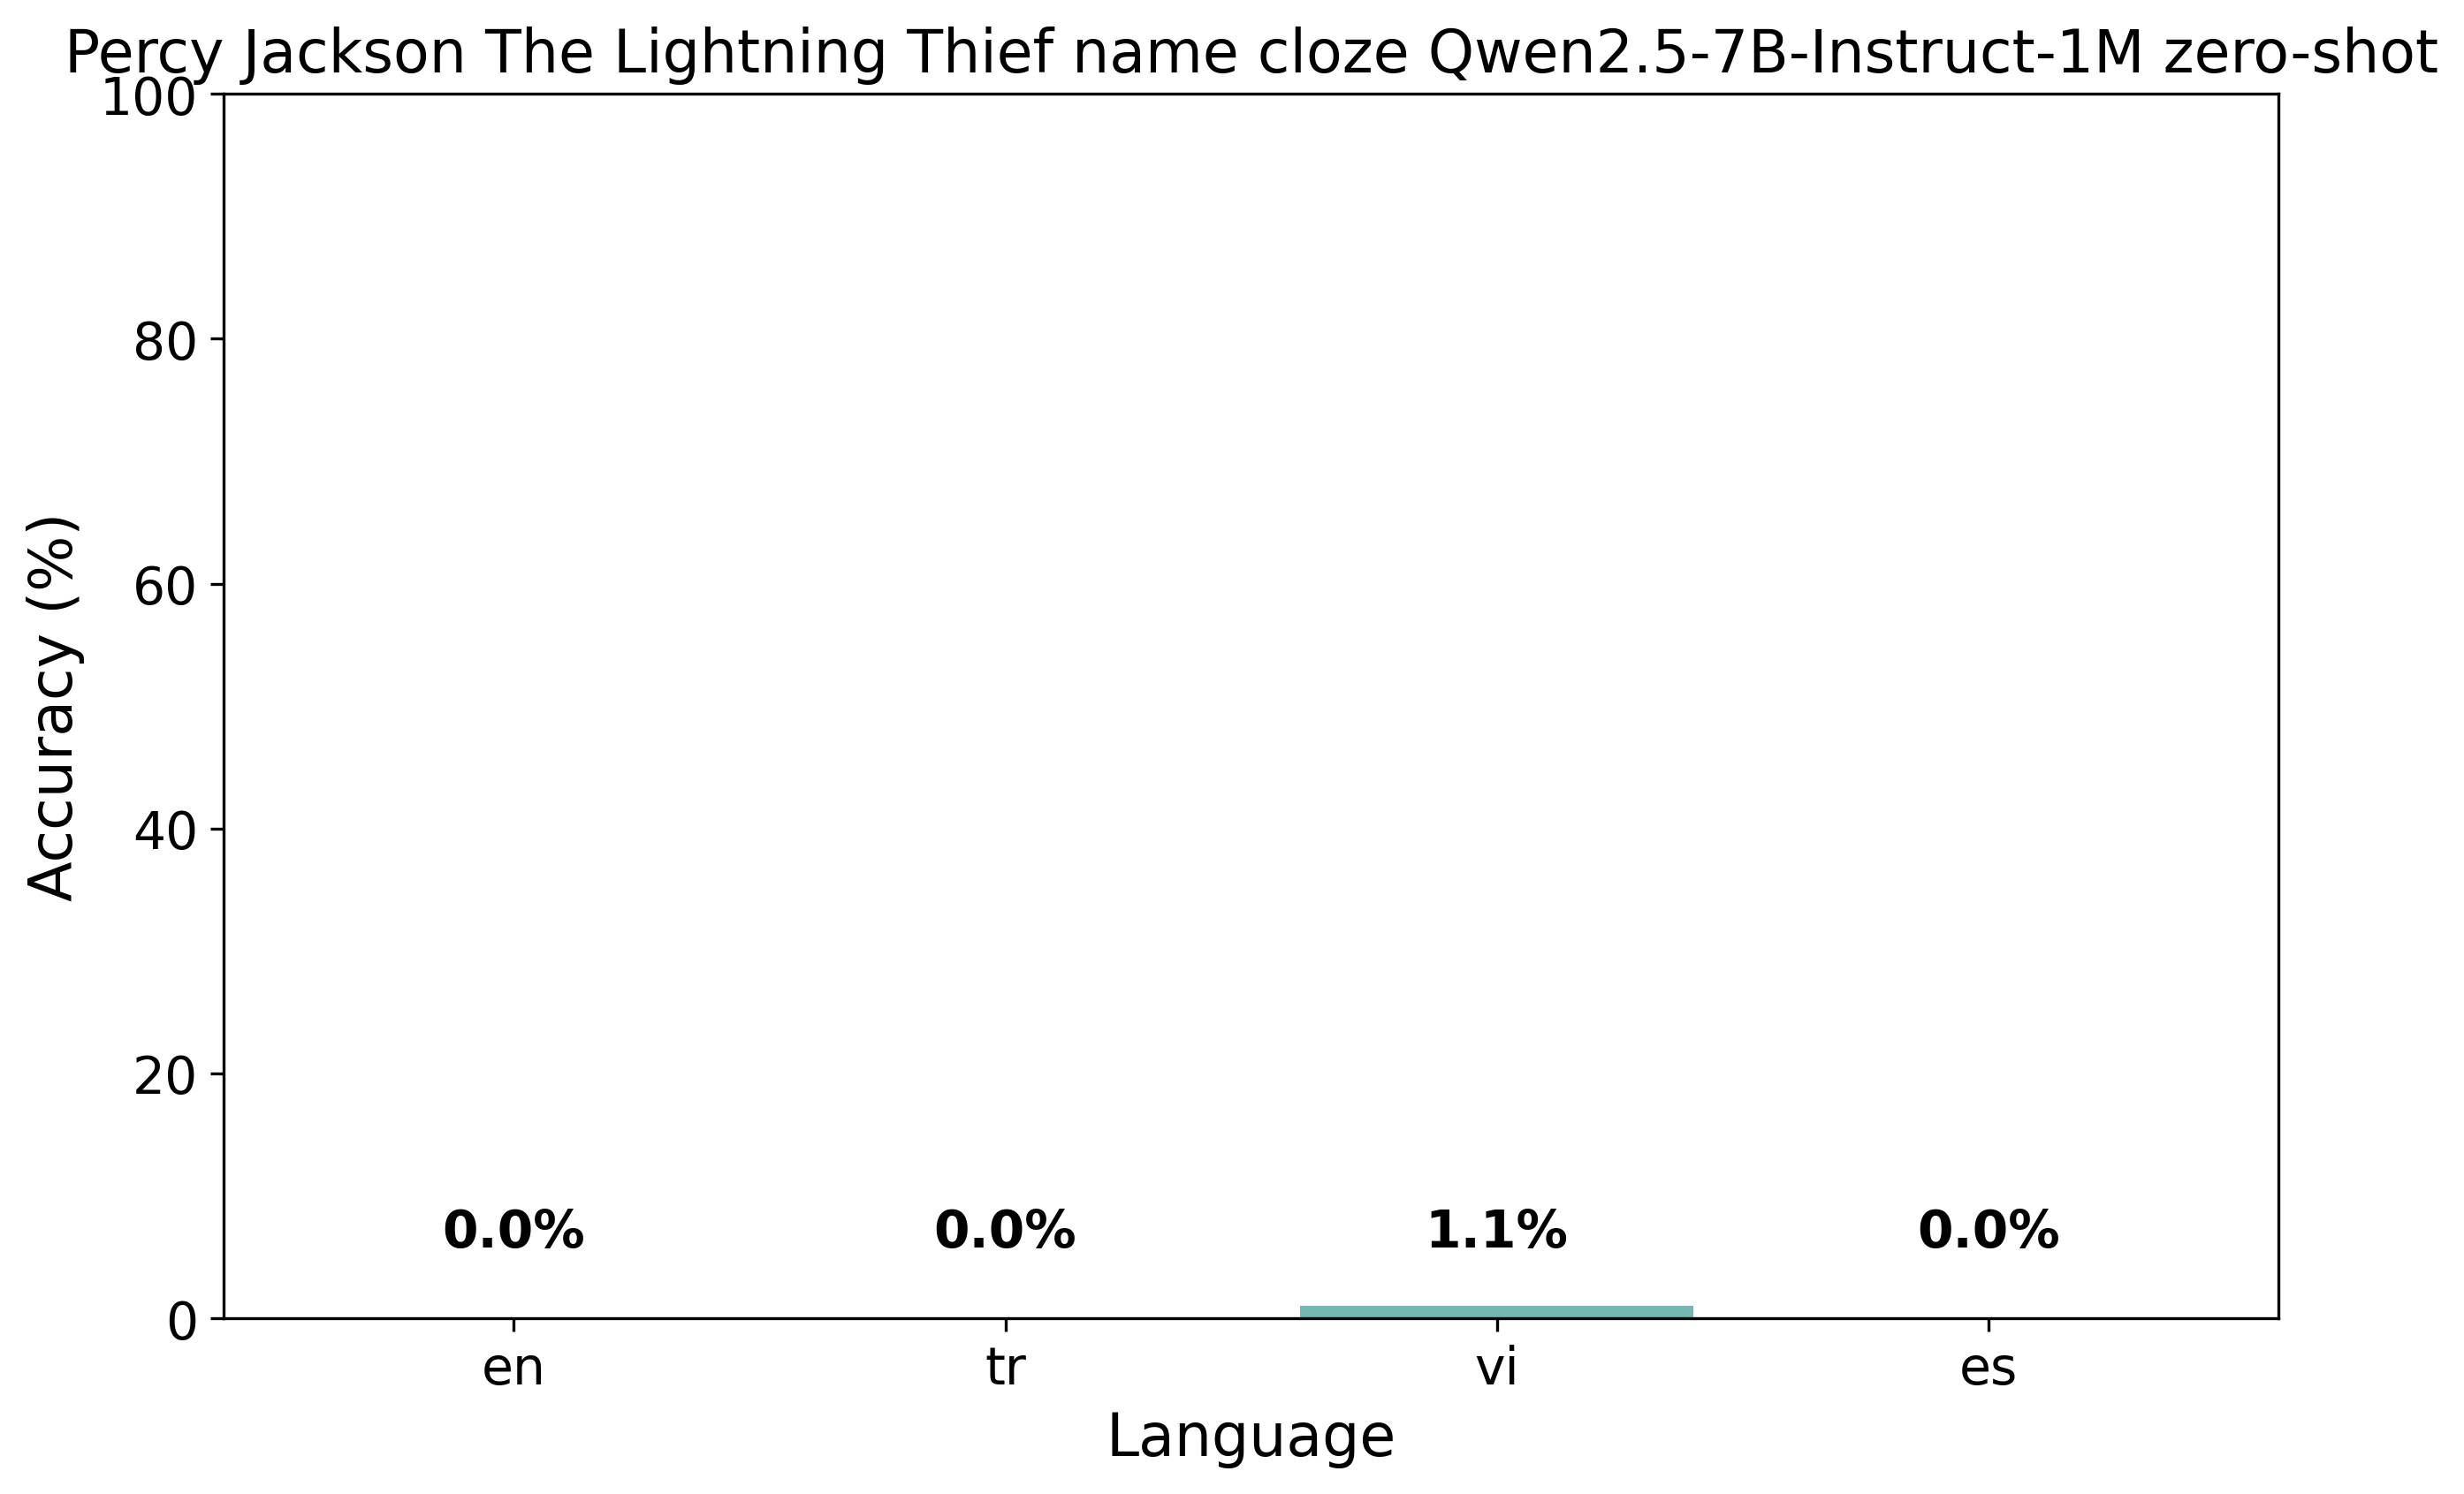 Percy Jackson The Lightning Thief name cloze Qwen2.5-7B-Instruct-1M zero-shot
100
80
60
40
20
0
Accuracy (%)
0.0% 0.0% 1.1% 0.0%
en tr vi es
Language